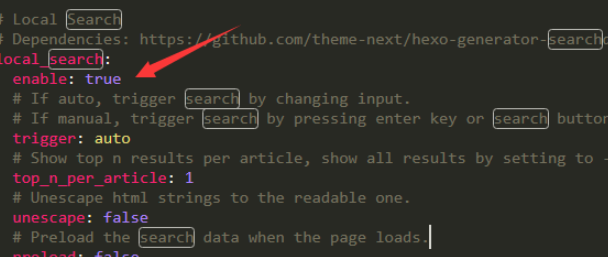 # Local Search
# Dependencies: https://github.com/theme-next/hexo-generator-search
local_search:
enable: true
# If auto, trigger search by changing input.
# If manual, trigger search by pressing enter key or search button
trigger: auto
# Show top n results per article, show all results by setting to -
top_n_per_article: 1
# Unescape html strings to the readable one.
unescape: false
# Preload the search data when the page loads.
preload: false